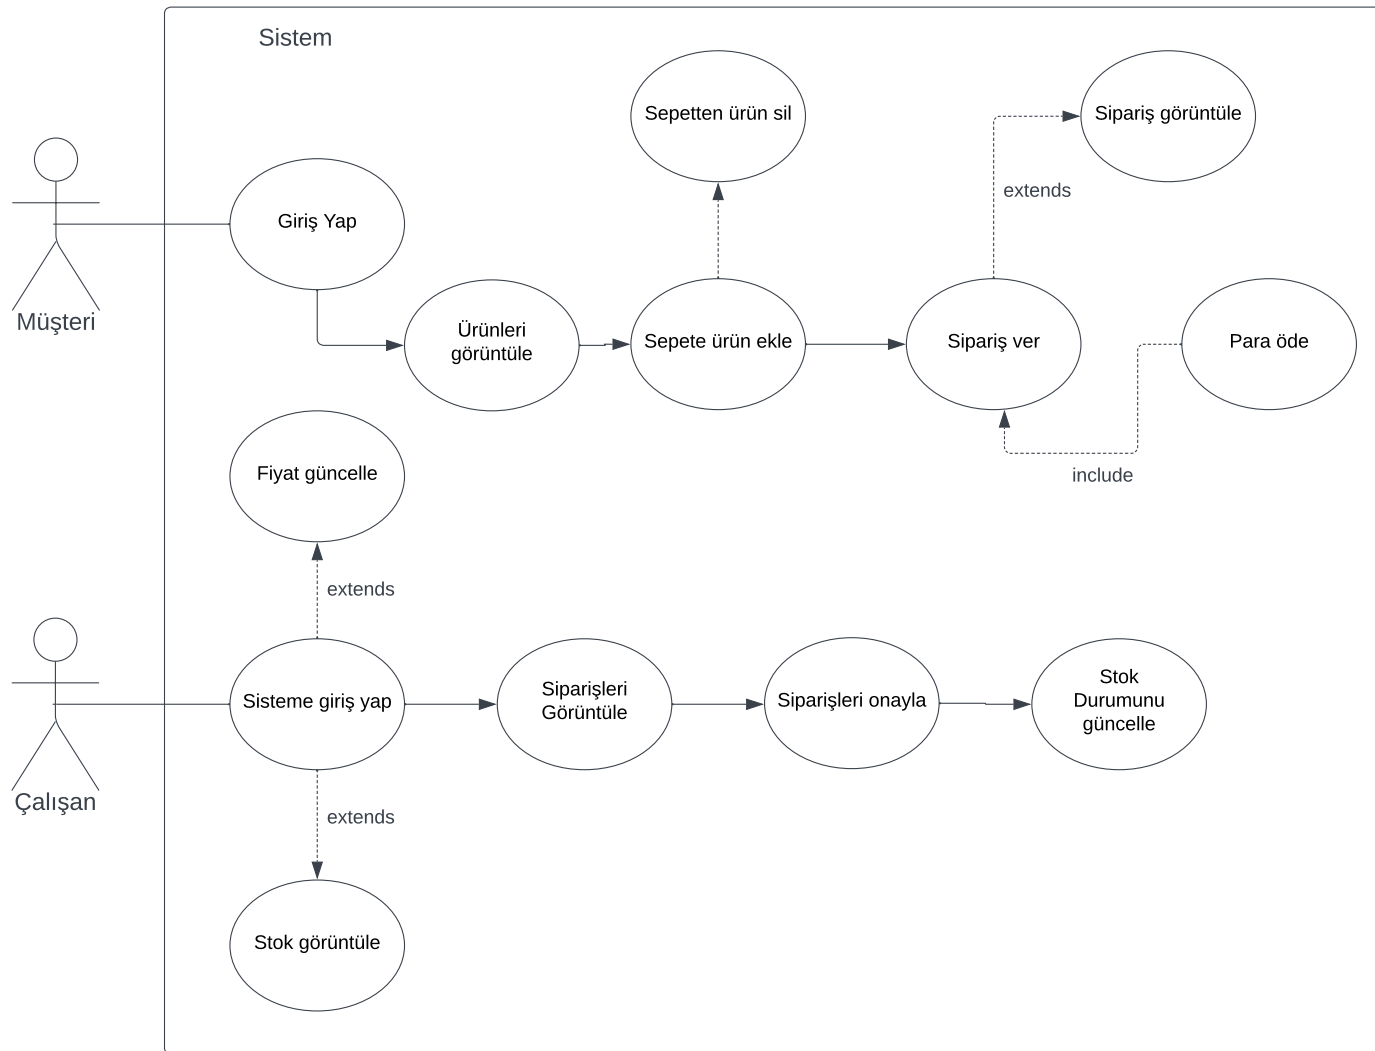 Sistem
Sepetten ürün sil
Sipariş görüntüle
extends
Giriş Yap
Müşteri
Ürünleri
görüntüle
Sepete ürün ekle
Sipariş ver
Para öde
include
Fiyat güncelle
extends
Sisteme giriş yap
Siparişleri
Görüntüle
Siparişleri onayla
Stok
Durumunu
güncelle
Çalışan
extends
Stok görüntüle